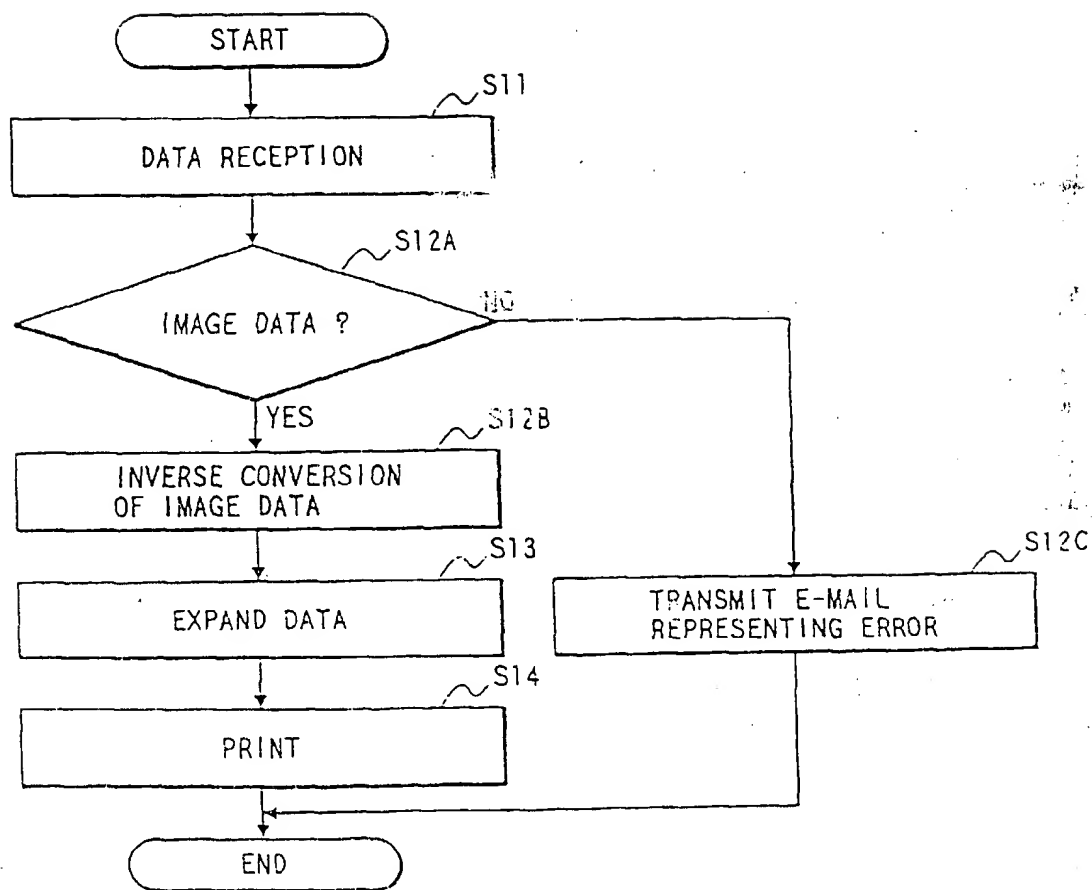 START
S11
DATA RECEPTION
S12A
IMAGE DATA ?
NO
YES
S12B
INVERSE CONVERSION
OF IMAGE DATA
S13
EXPAND DATA
S12C
TRANSMIT E-MAIL
REPRESENTING ERROR
S14
PRINT
END